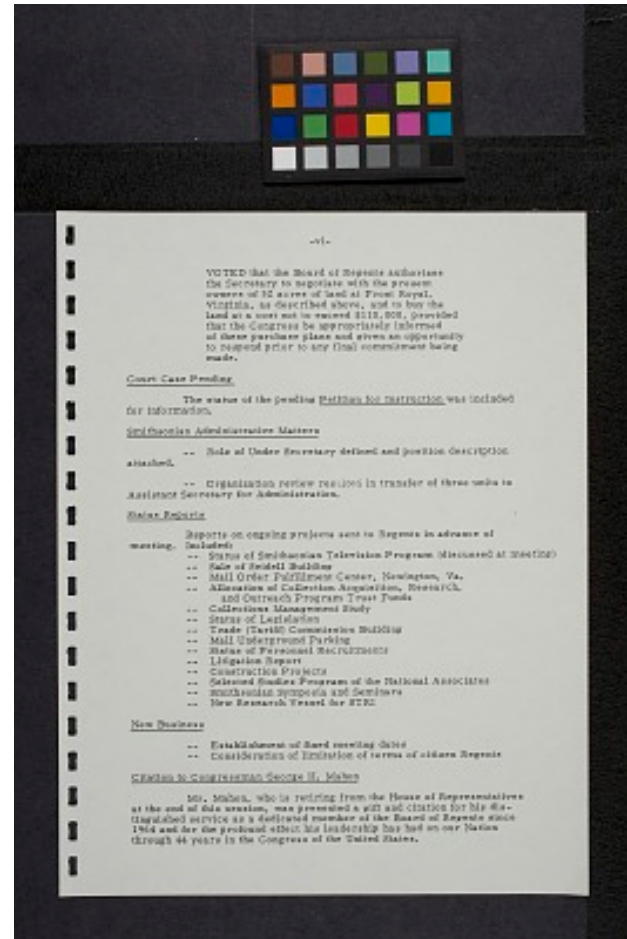 -vi-
VOTED that the Board of Regents authorizes
the Secretary to negotiate with the present
owners of 92 acres of land at Front Royal,
Virginia, as described above, and to buy the
land at a cost not to exceed $118,000, provided
that the Congress be appropriately informed
of these purchase plans and given an opportunity
to respond prior to any final commitment being
made.
Court Case Pending
The status of the pending Petition for Instruction was included
for information.
Smithsonian Administrative Matters
-- Role of Under Secretary defined and position description
attached.
-- Organization review resulted in transfer of three units to
Assistant Secretary for Administration.
Status Reports
Reports on ongoing projects sent to Regents in advance of
meeting. Included:
-- Status of Smithsonian Television Program (discussed at meeting)
-- Sale of Seidell Building
-- Mail Order Fulfillment Center, Newington, Va.
-- Allocation of Collection Acquisition, Research,
and Outreach Program Trust Funds
-- Collections Management Study
-- Status of Legislation
-- Trade (Tariff) Commission Building
-- Mall Underground Parking
-- Status of Personnel Recruitments
-- Litigation Report
-- Construction Projects
-- Selected Studies Program of the National Associates
-- Smithsonian Symposia and Seminars
-- New Research Vessel for STRI
New Business
-- Establishment of fixed meeting dates
-- Consideration of limitation of terms of citizen Regents
Citation to Congressman George H. Mahon
Mr. Mahon, who is retiring from the House of Representatives
at the end of this session, was presented a gift and citation for his dis-
tinguished service as a dedicated member of the Board of Regents since
1964 and for the profound effect his leadership has had on our Nation
through 44 years in the Congress of the United States.